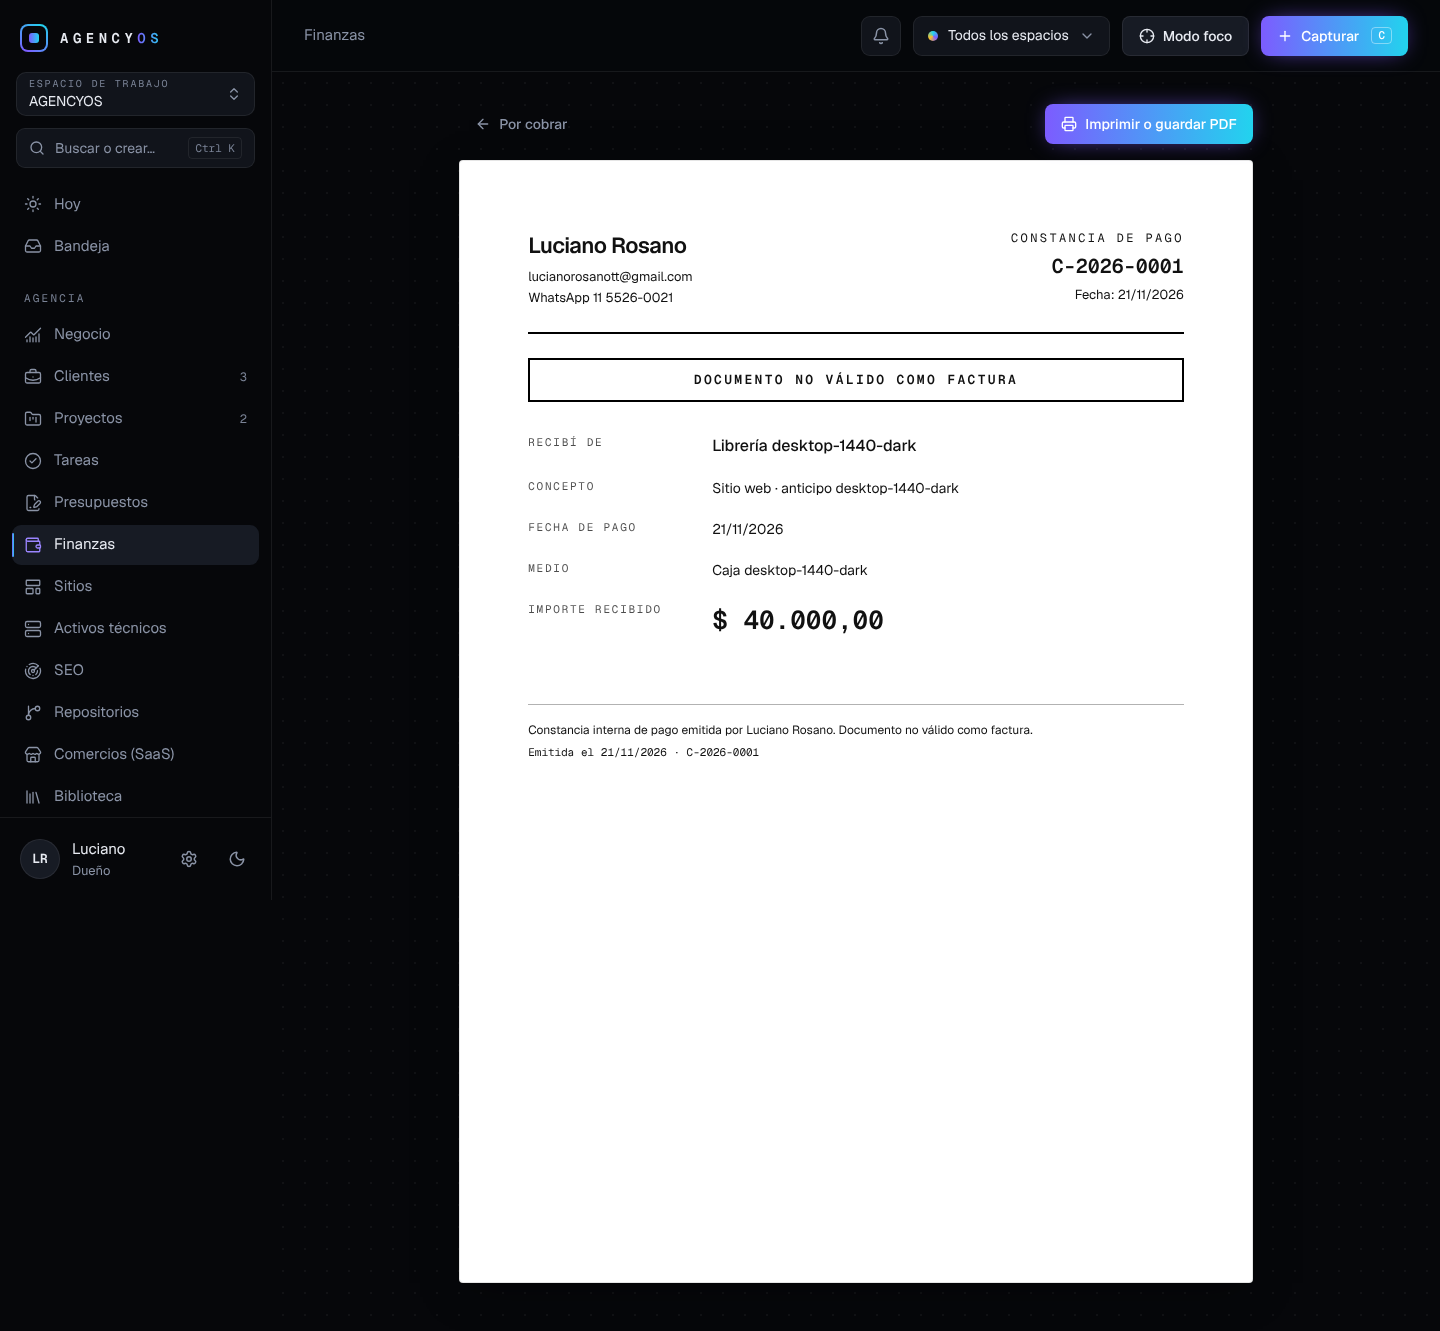 AGENCYOS
ESPACIO DE TRABAJO
AGENCYOS
Buscar o crear...
Ctrl K
Hoy
Bandeja
AGENCIA
Negocio
Clientes 3
Proyectos 2
Tareas
Presupuestos
Finanzas
Sitios
Activos técnicos
SEO
Repositorios
Comercios (SaaS)
Biblioteca
LR
Luciano
Dueño
Finanzas
Todos los espacios
Modo foco
Capturar C
Por cobrar
Imprimir o guardar PDF
Luciano Rosano
lucianorosanott@gmail.com
WhatsApp 11 5526-0021
CONSTANCIA DE PAGO
C-2026-0001
Fecha: 21/11/2026
DOCUMENTO NO VÁLIDO COMO FACTURA
RECIBÍ DE
Librería desktop-1440-dark
CONCEPTO
Sitio web · anticipo desktop-1440-dark
FECHA DE PAGO
21/11/2026
MEDIO
Caja desktop-1440-dark
IMPORTE RECIBIDO
$ 40.000,00
Constancia interna de pago emitida por Luciano Rosano. Documento no válido como factura.
Emitida el 21/11/2026 · C-2026-0001